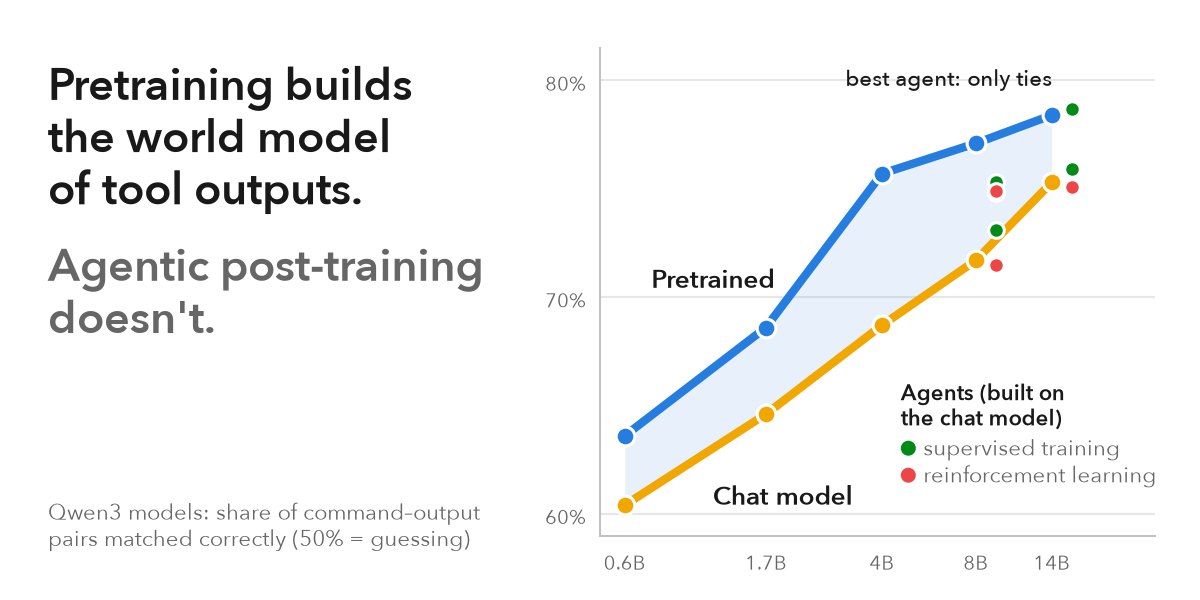 Pretraining builds
the world model
of tool outputs.
Agentic post-training
doesn't.
Qwen3 models: share of command–output
pairs matched correctly (50% = guessing)
80%
70%
60%
best agent: only ties
Pretrained
Chat model
Agents (built on
the chat model)
supervised training
reinforcement learning
0.6B 1.7B 4B 8B 14B